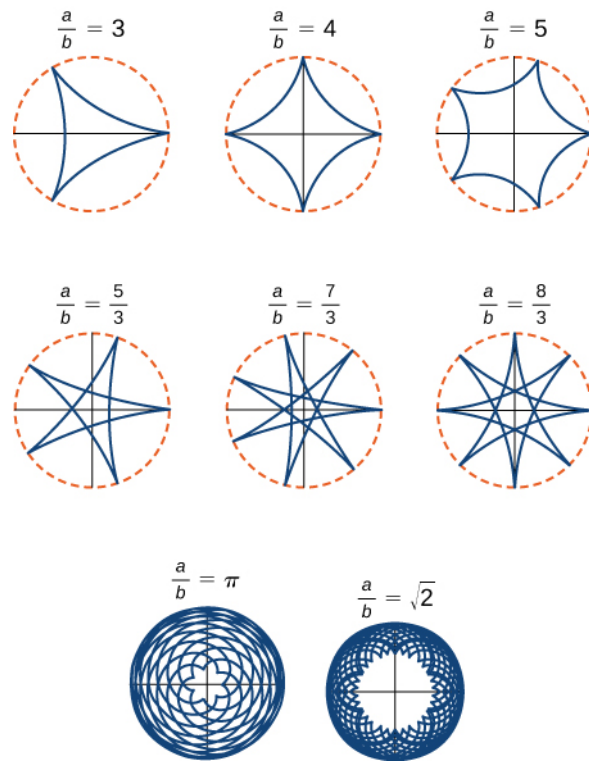 a/b = 3
a/b = 4
a/b = 5
a/b = 5/3
a/b = 7/3
a/b = 8/3
a/b = π
a/b = √2